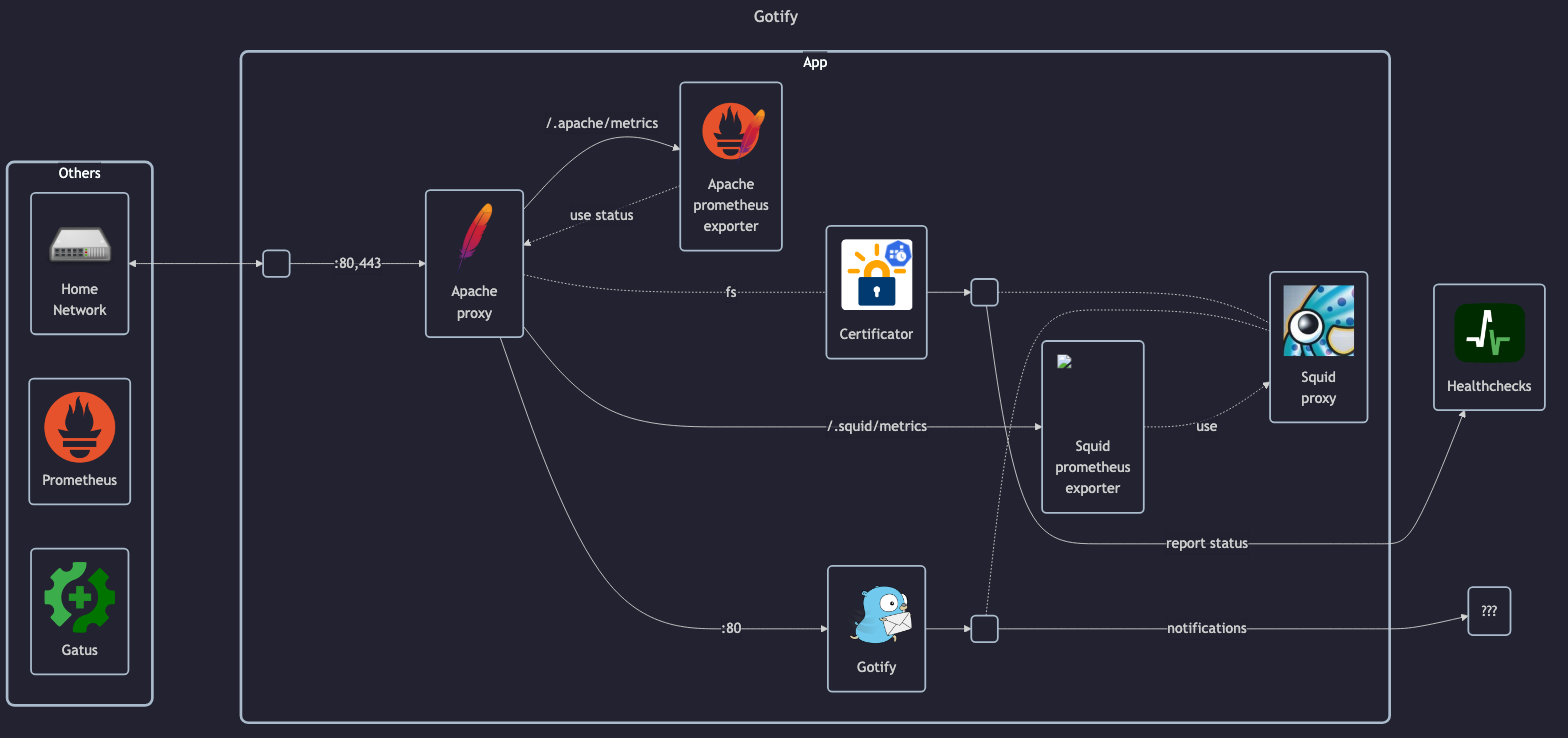 Gotify
App
Others
Home
Network
Prometheus
Gatus
:80,443
Apache
proxy
/.apache/metrics
use status
Apache
prometheus
exporter
fs
Certificator
/.squid/metrics
Squid
prometheus
exporter
use
Squid
proxy
Healthchecks
report status
:80
Gotify
notifications
???